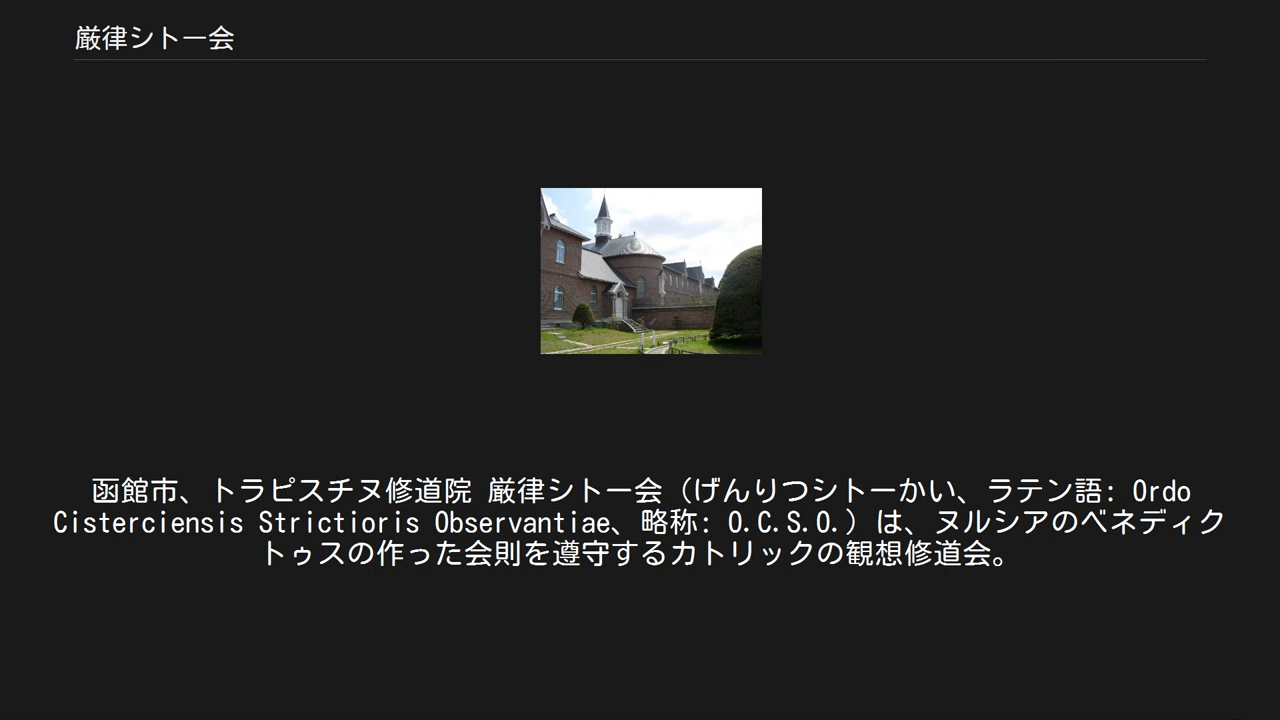 厳律シトー会
函館市、トラピスチヌ修道院 厳律シトー会（げんりつシトーかい、ラテン語: Ordo
Cisterciensis Strictioris Observantiae、略称: O.C.S.O.）は、ヌルシアのベネディク
トゥスの作った会則を遵守するカトリックの観想修道会。